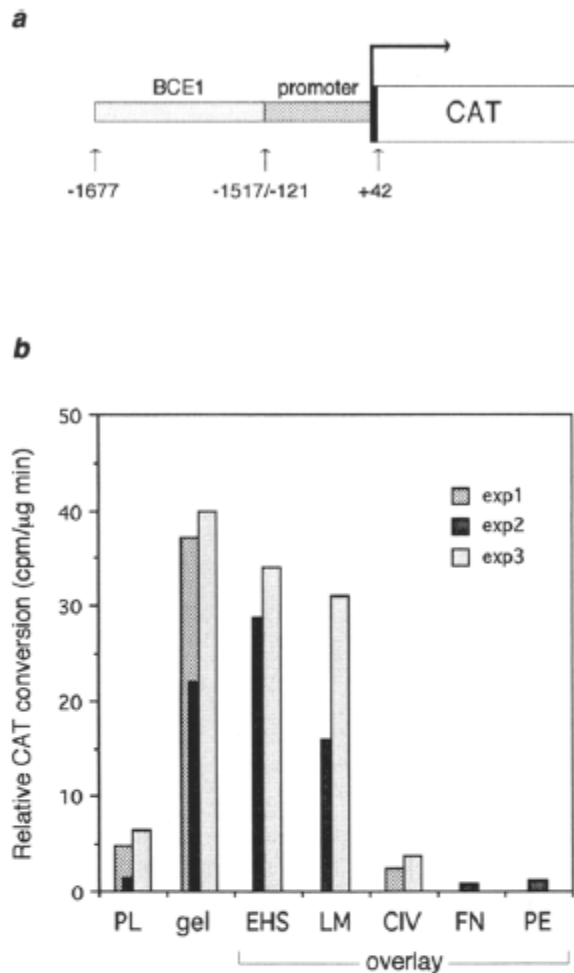 a
BCE1 promoter
CAT
-1677 -1517/-121 +42
b
Relative CAT conversion (cpm/μg min)
50
40
30
20
10
0
exp1
exp2
exp3
PL gel EHS LM CIV FN PE
overlay